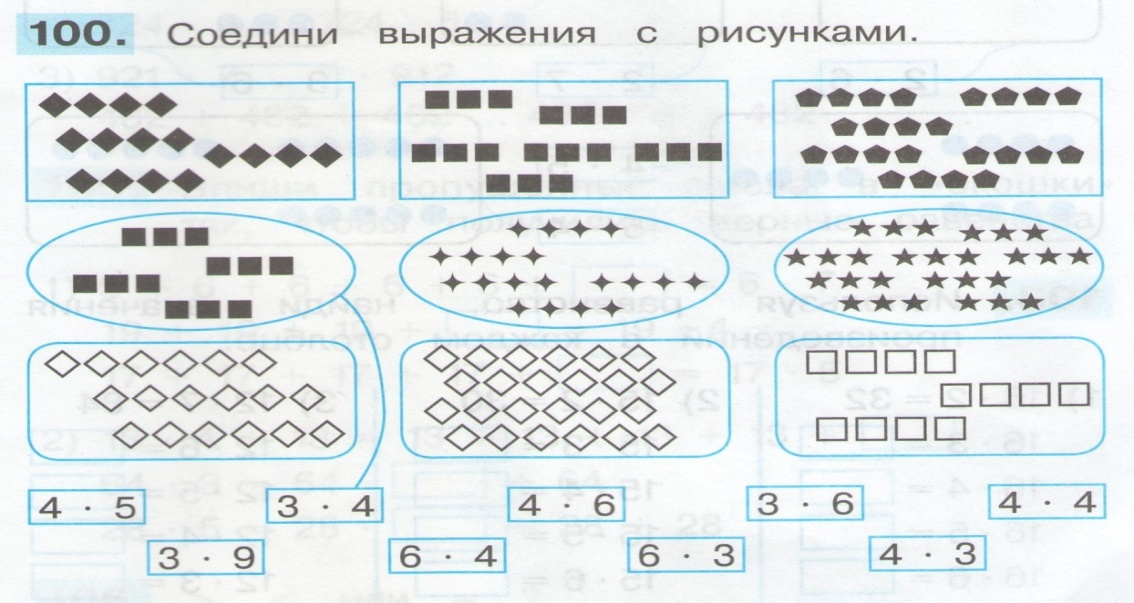 100. Соедини выражения с рисунками.
4 · 5 3 · 4 4 · 6 3 · 6 4 · 4
3 · 9 6 · 4 6 · 3 4 · 3